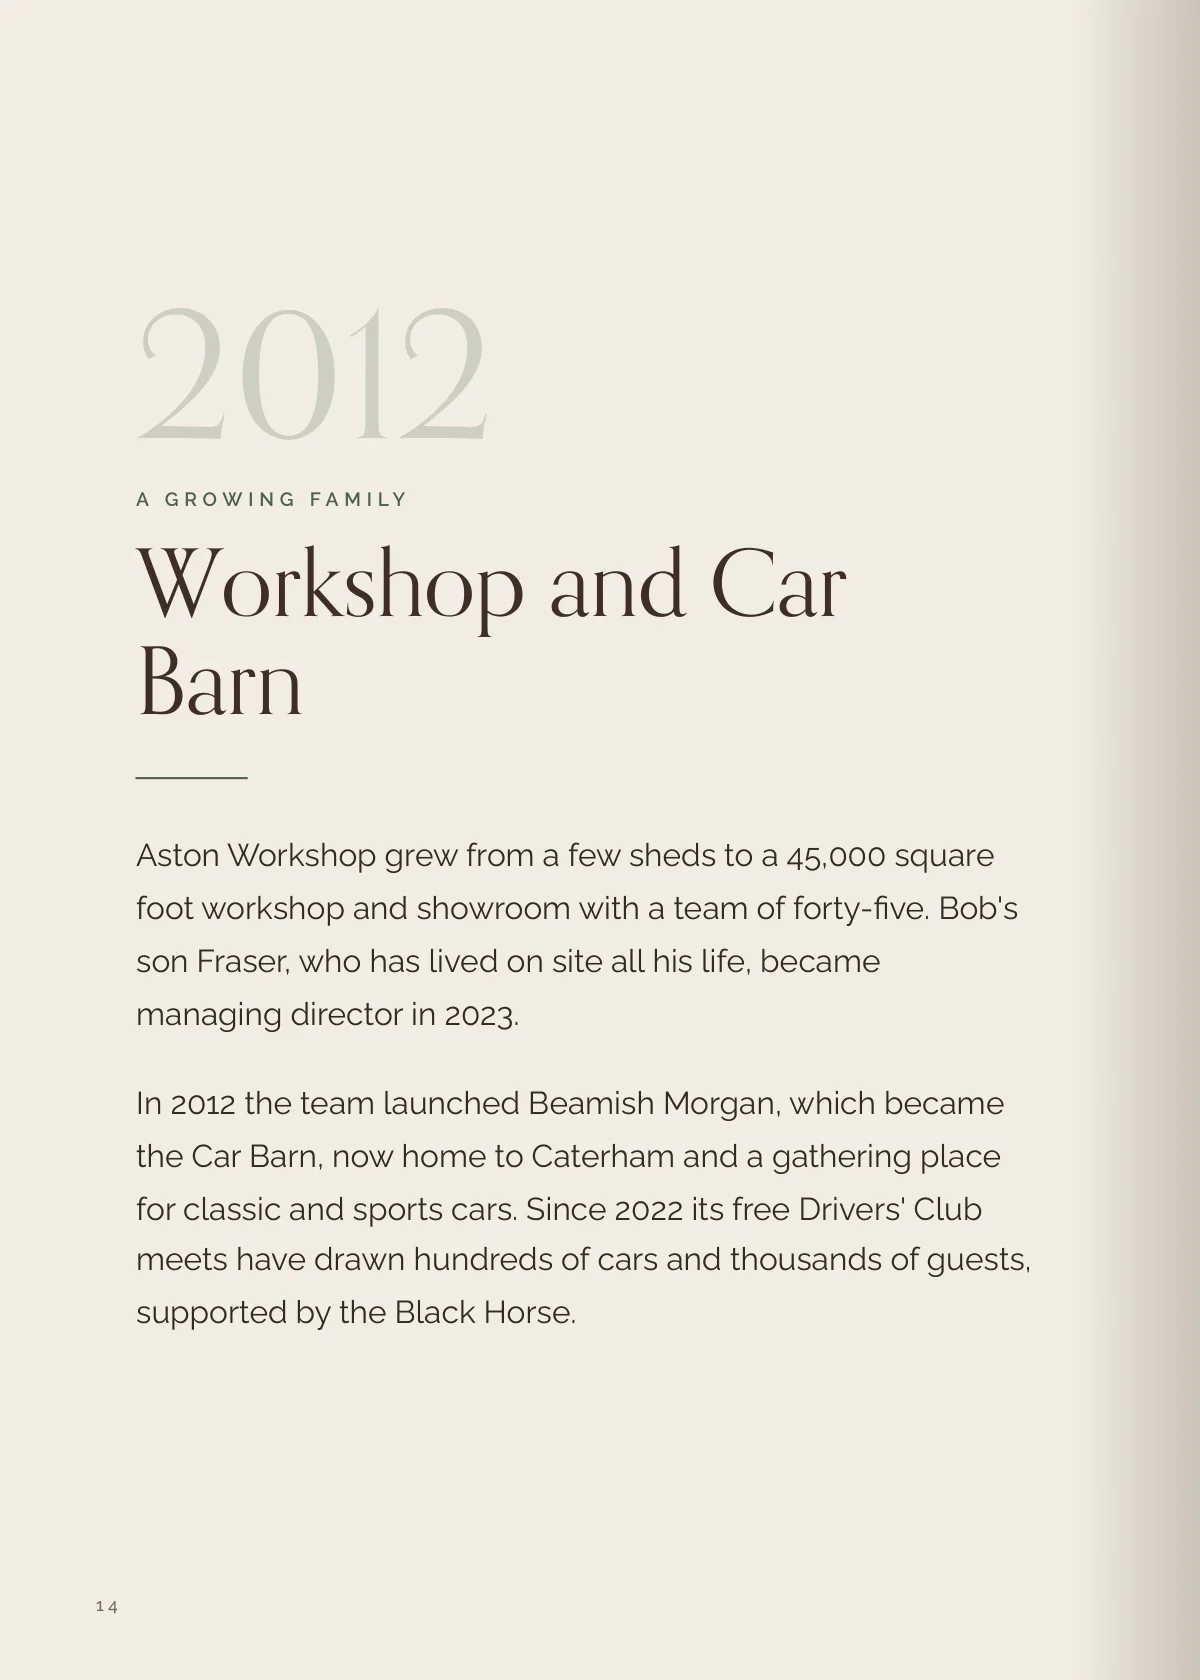 2012
A GROWING FAMILY
Workshop and Car
Barn
Aston Workshop grew from a few sheds to a 45,000 square
foot workshop and showroom with a team of forty-five. Bob's
son Fraser, who has lived on site all his life, became
managing director in 2023.
In 2012 the team launched Beamish Morgan, which became
the Car Barn, now home to Caterham and a gathering place
for classic and sports cars. Since 2022 its free Drivers' Club
meets have drawn hundreds of cars and thousands of guests,
supported by the Black Horse.
14